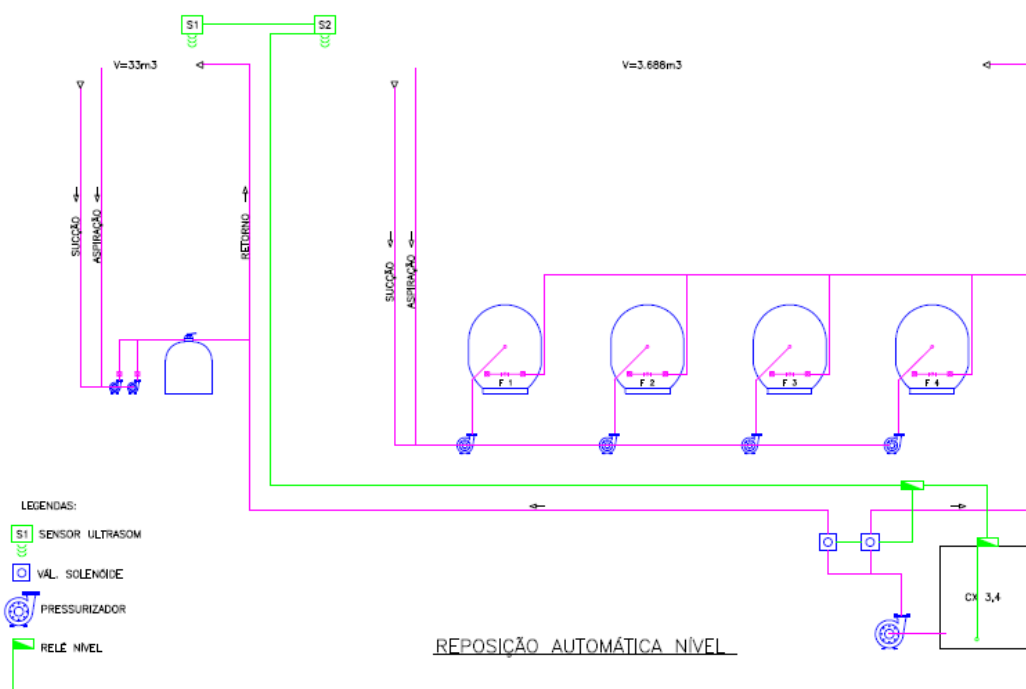 S1
S2
V=33m3
V=3.688m3
SUCÇÃO
ASPIRAÇÃO
RETORNO
SUCÇÃO
ASPIRAÇÃO
F 1
F 2
F 3
F 4
LEGENDAS:
S1 SENSOR ULTRASOM
VÁL. SOLENÓIDE
PRESSURIZADOR
RELÉ NÍVEL
CX 3,4
REPOSIÇÃO AUTOMÁTICA NÍVEL